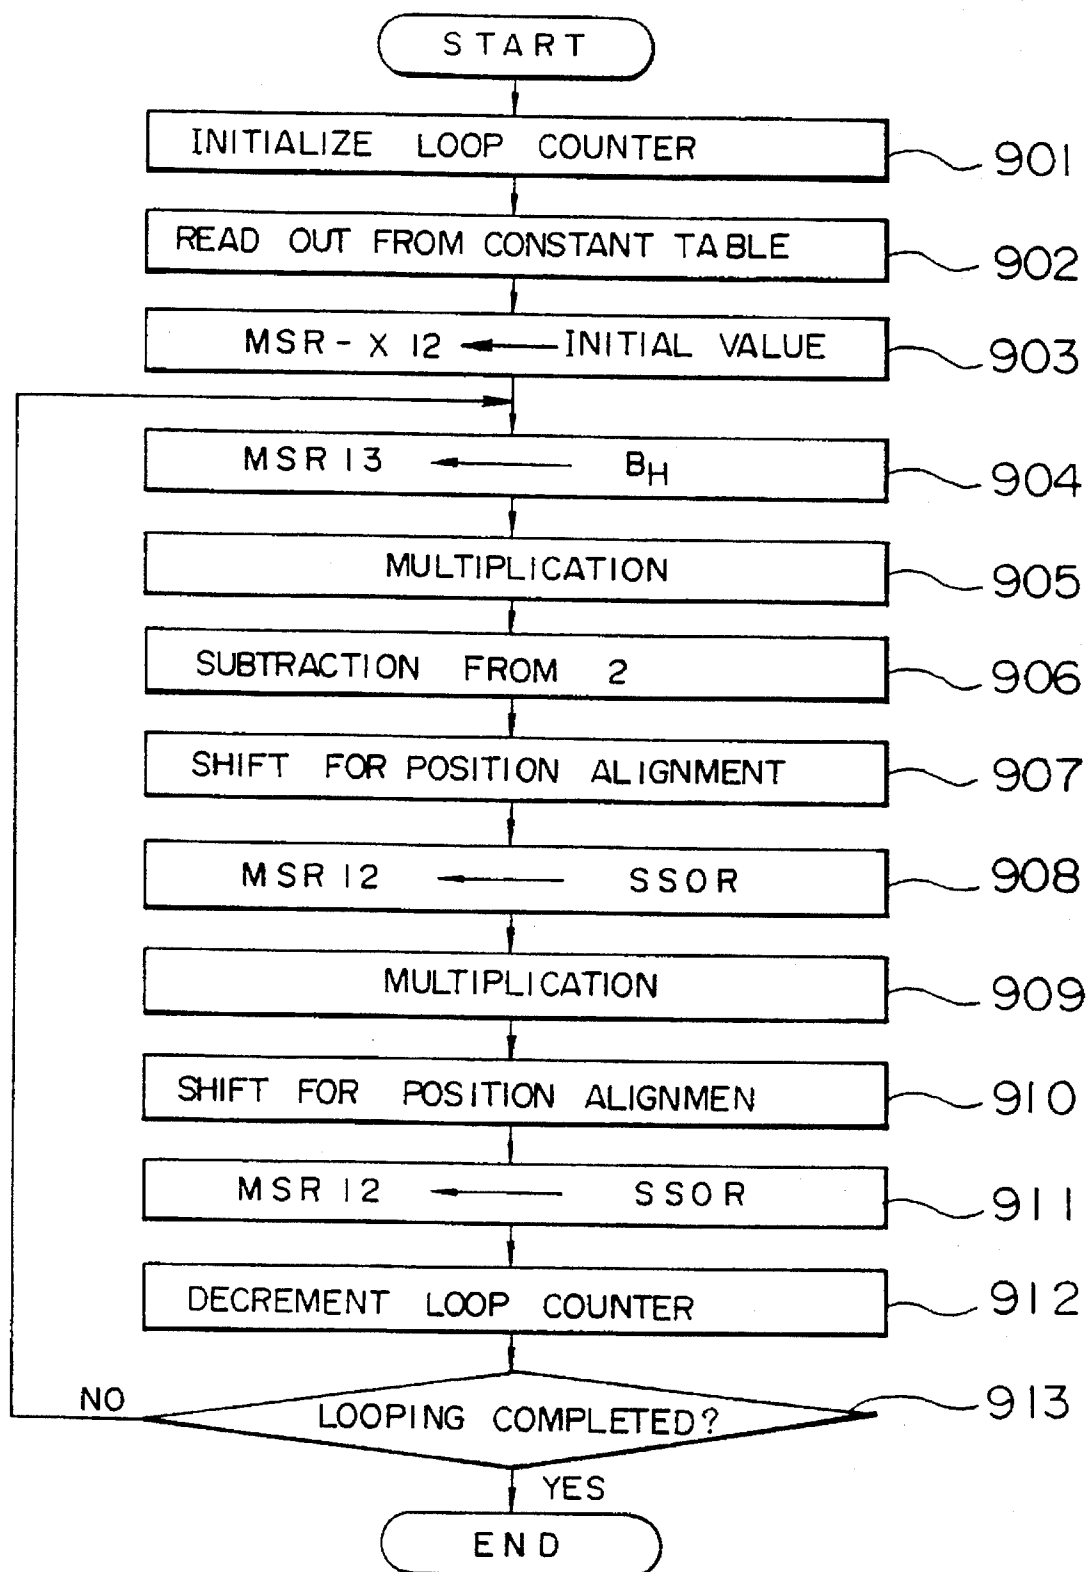 START
INITIALIZE LOOP COUNTER
901
READ OUT FROM CONSTANT TABLE
902
MSR-X 12 ← INITIAL VALUE
903
MSR 13 ← BH
904
MULTIPLICATION
905
SUBTRACTION FROM 2
906
SHIFT FOR POSITION ALIGNMENT
907
MSR 12 ← SSOR
908
MULTIPLICATION
909
SHIFT FOR POSITION ALIGNMEN
910
MSR 12 ← SSOR
911
DECREMENT LOOP COUNTER
912
NO
LOOPING COMPLETED?
913
YES
END